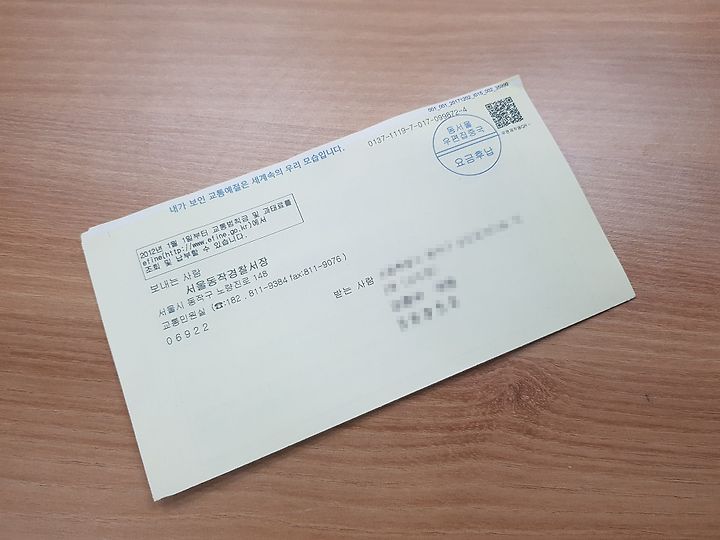 001_001_20171202_1015_002_35999
0137-1119-7-017-099872-4
동서울
우편집중국
요금후납
내가 보인 교통예절은 세계속의 우리 모습입니다.
2012년 1월 1일부터 교통범칙금 및 과태료를
efine(http://www.efine.go.kr)에서
조회 및 납부할 수 있습니다.
보내는 사람
서울동작경찰서장
서울시 동작구 노량진로 148
교통민원실 (☎:182 , 811-9384 fax:811-9076 )
06922
받는 사람